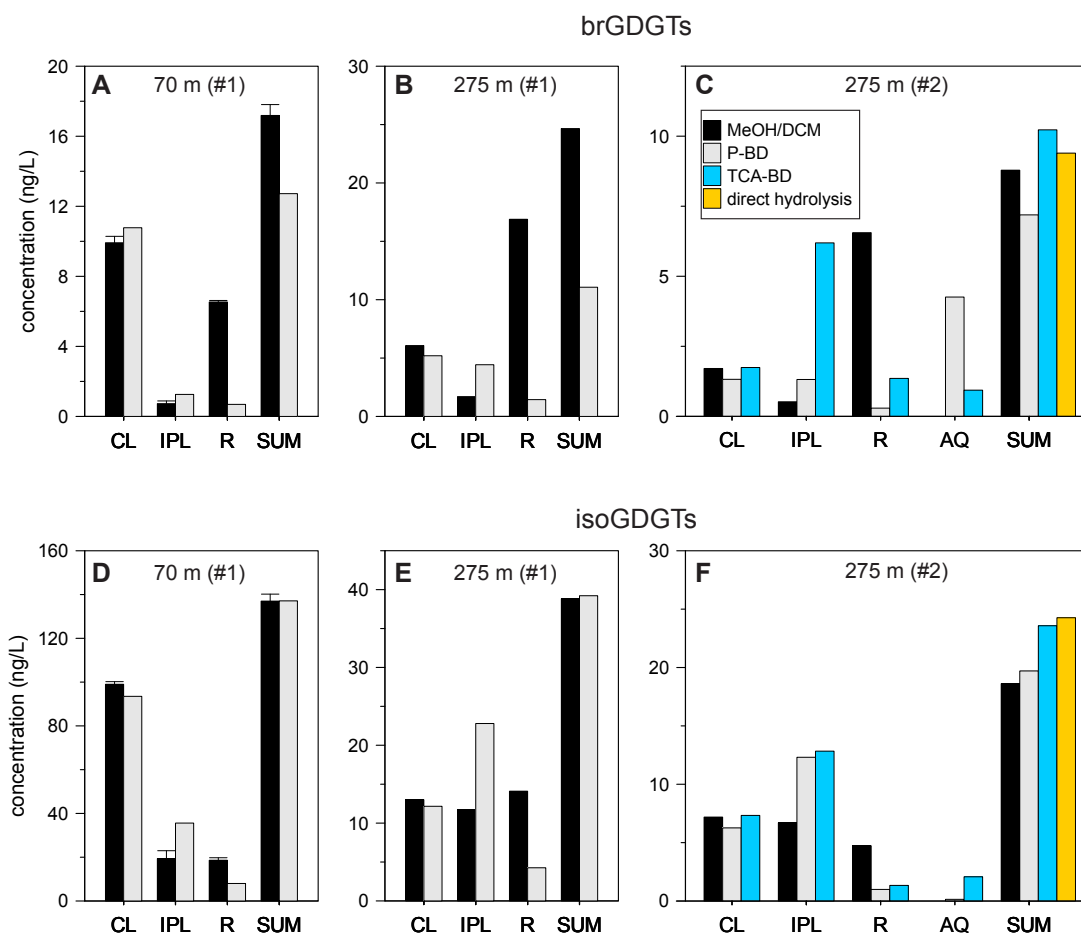 brGDGTs
A 70 m (#1)
B 275 m (#1)
C 275 m (#2)
MeOH/DCM
P-BD
TCA-BD
direct hydrolysis
concentration (ng/L)
20
16
12
8
4
0
CL IPL R SUM
30
20
10
0
CL IPL R SUM
10
5
0
CL IPL R AQ SUM
isoGDGTs
D 70 m (#1)
E 275 m (#1)
F 275 m (#2)
concentration (ng/L)
160
120
80
40
0
CL IPL R SUM
40
30
20
10
0
CL IPL R SUM
30
20
10
0
CL IPL R AQ SUM